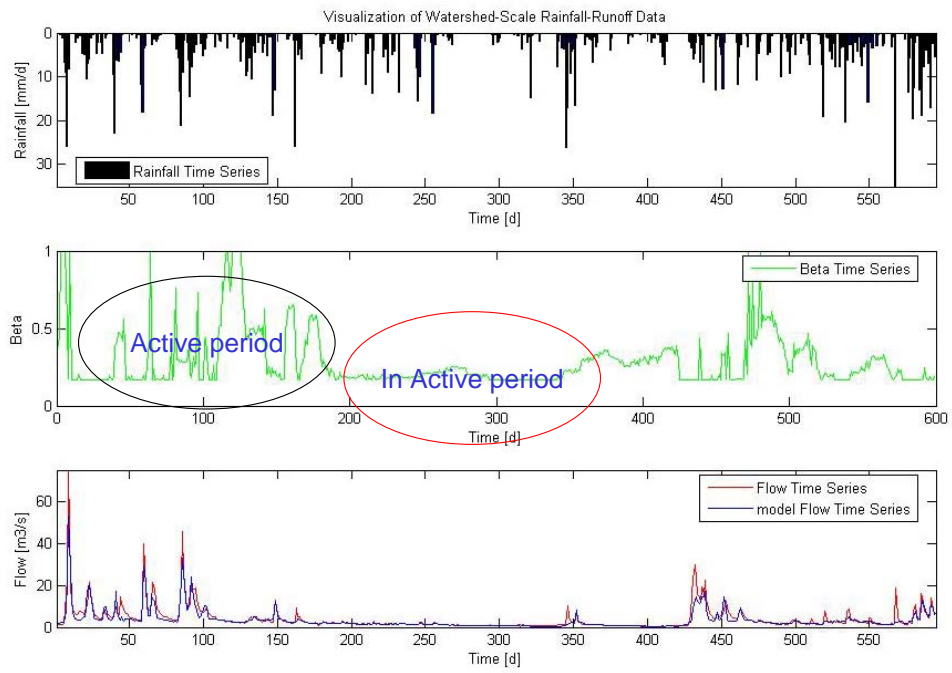 Visualization of Watershed-Scale Rainfall-Runoff Data
0
10
20
30
Rainfall [mm/d]
Rainfall Time Series
50 100 150 200 250 300 350 400 450 500 550
Time [d]
1
0.5
0
Beta
Beta Time Series
Active period
In Active period
0 100 200 300 400 500 600
Time [d]
60
40
20
0
Flow [m3/s]
Flow Time Series
model Flow Time Series
50 100 150 200 250 300 350 400 450 500 550
Time [d]